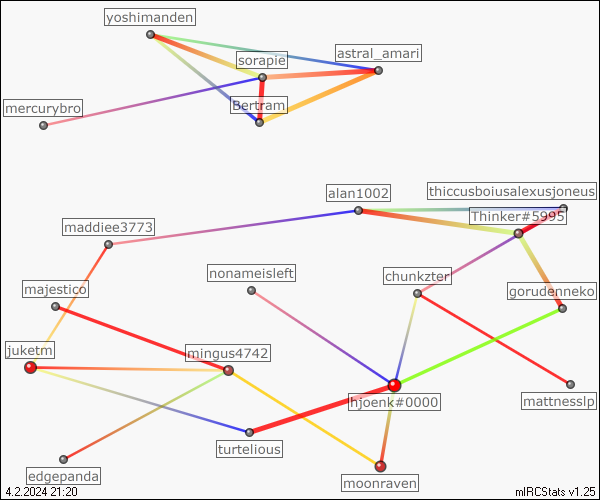 yoshimanden
sorapie
astral_amari
mercurybro
Bertram
alan1002
thiccusboiusalexusjoneus
Thinker#5995
maddiee3773
nonameisleft
chunkzter
majestico
gorudenneko
juketm
mingus4742
hjoenk#0000
mattnesslp
turtelious
edgepanda
moonraven
4.2.2024 21:20
mIRCStats v1.25